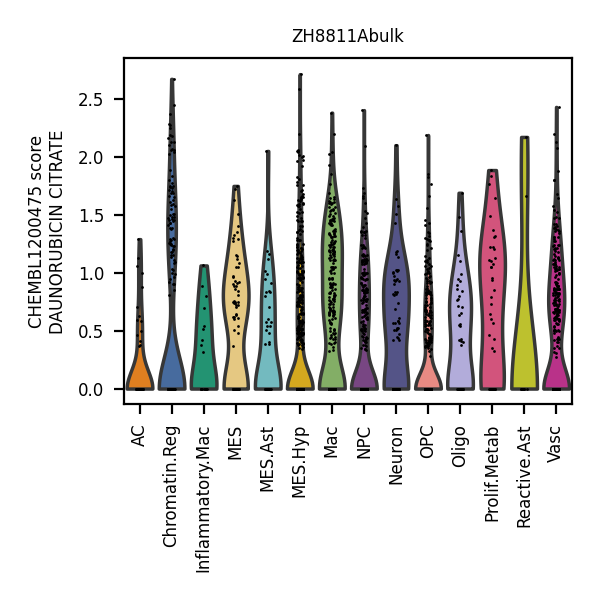 ZH8811Abulk
CHEMBL1200475 score
DAUNORUBICIN CITRATE
2.5
2.0
1.5
1.0
0.5
0.0
AC
Chromatin.Reg
Inflammatory.Mac
MES
MES.Ast
MES.Hyp
Mac
NPC
Neuron
OPC
Oligo
Prolif.Metab
Reactive.Ast
Vasc